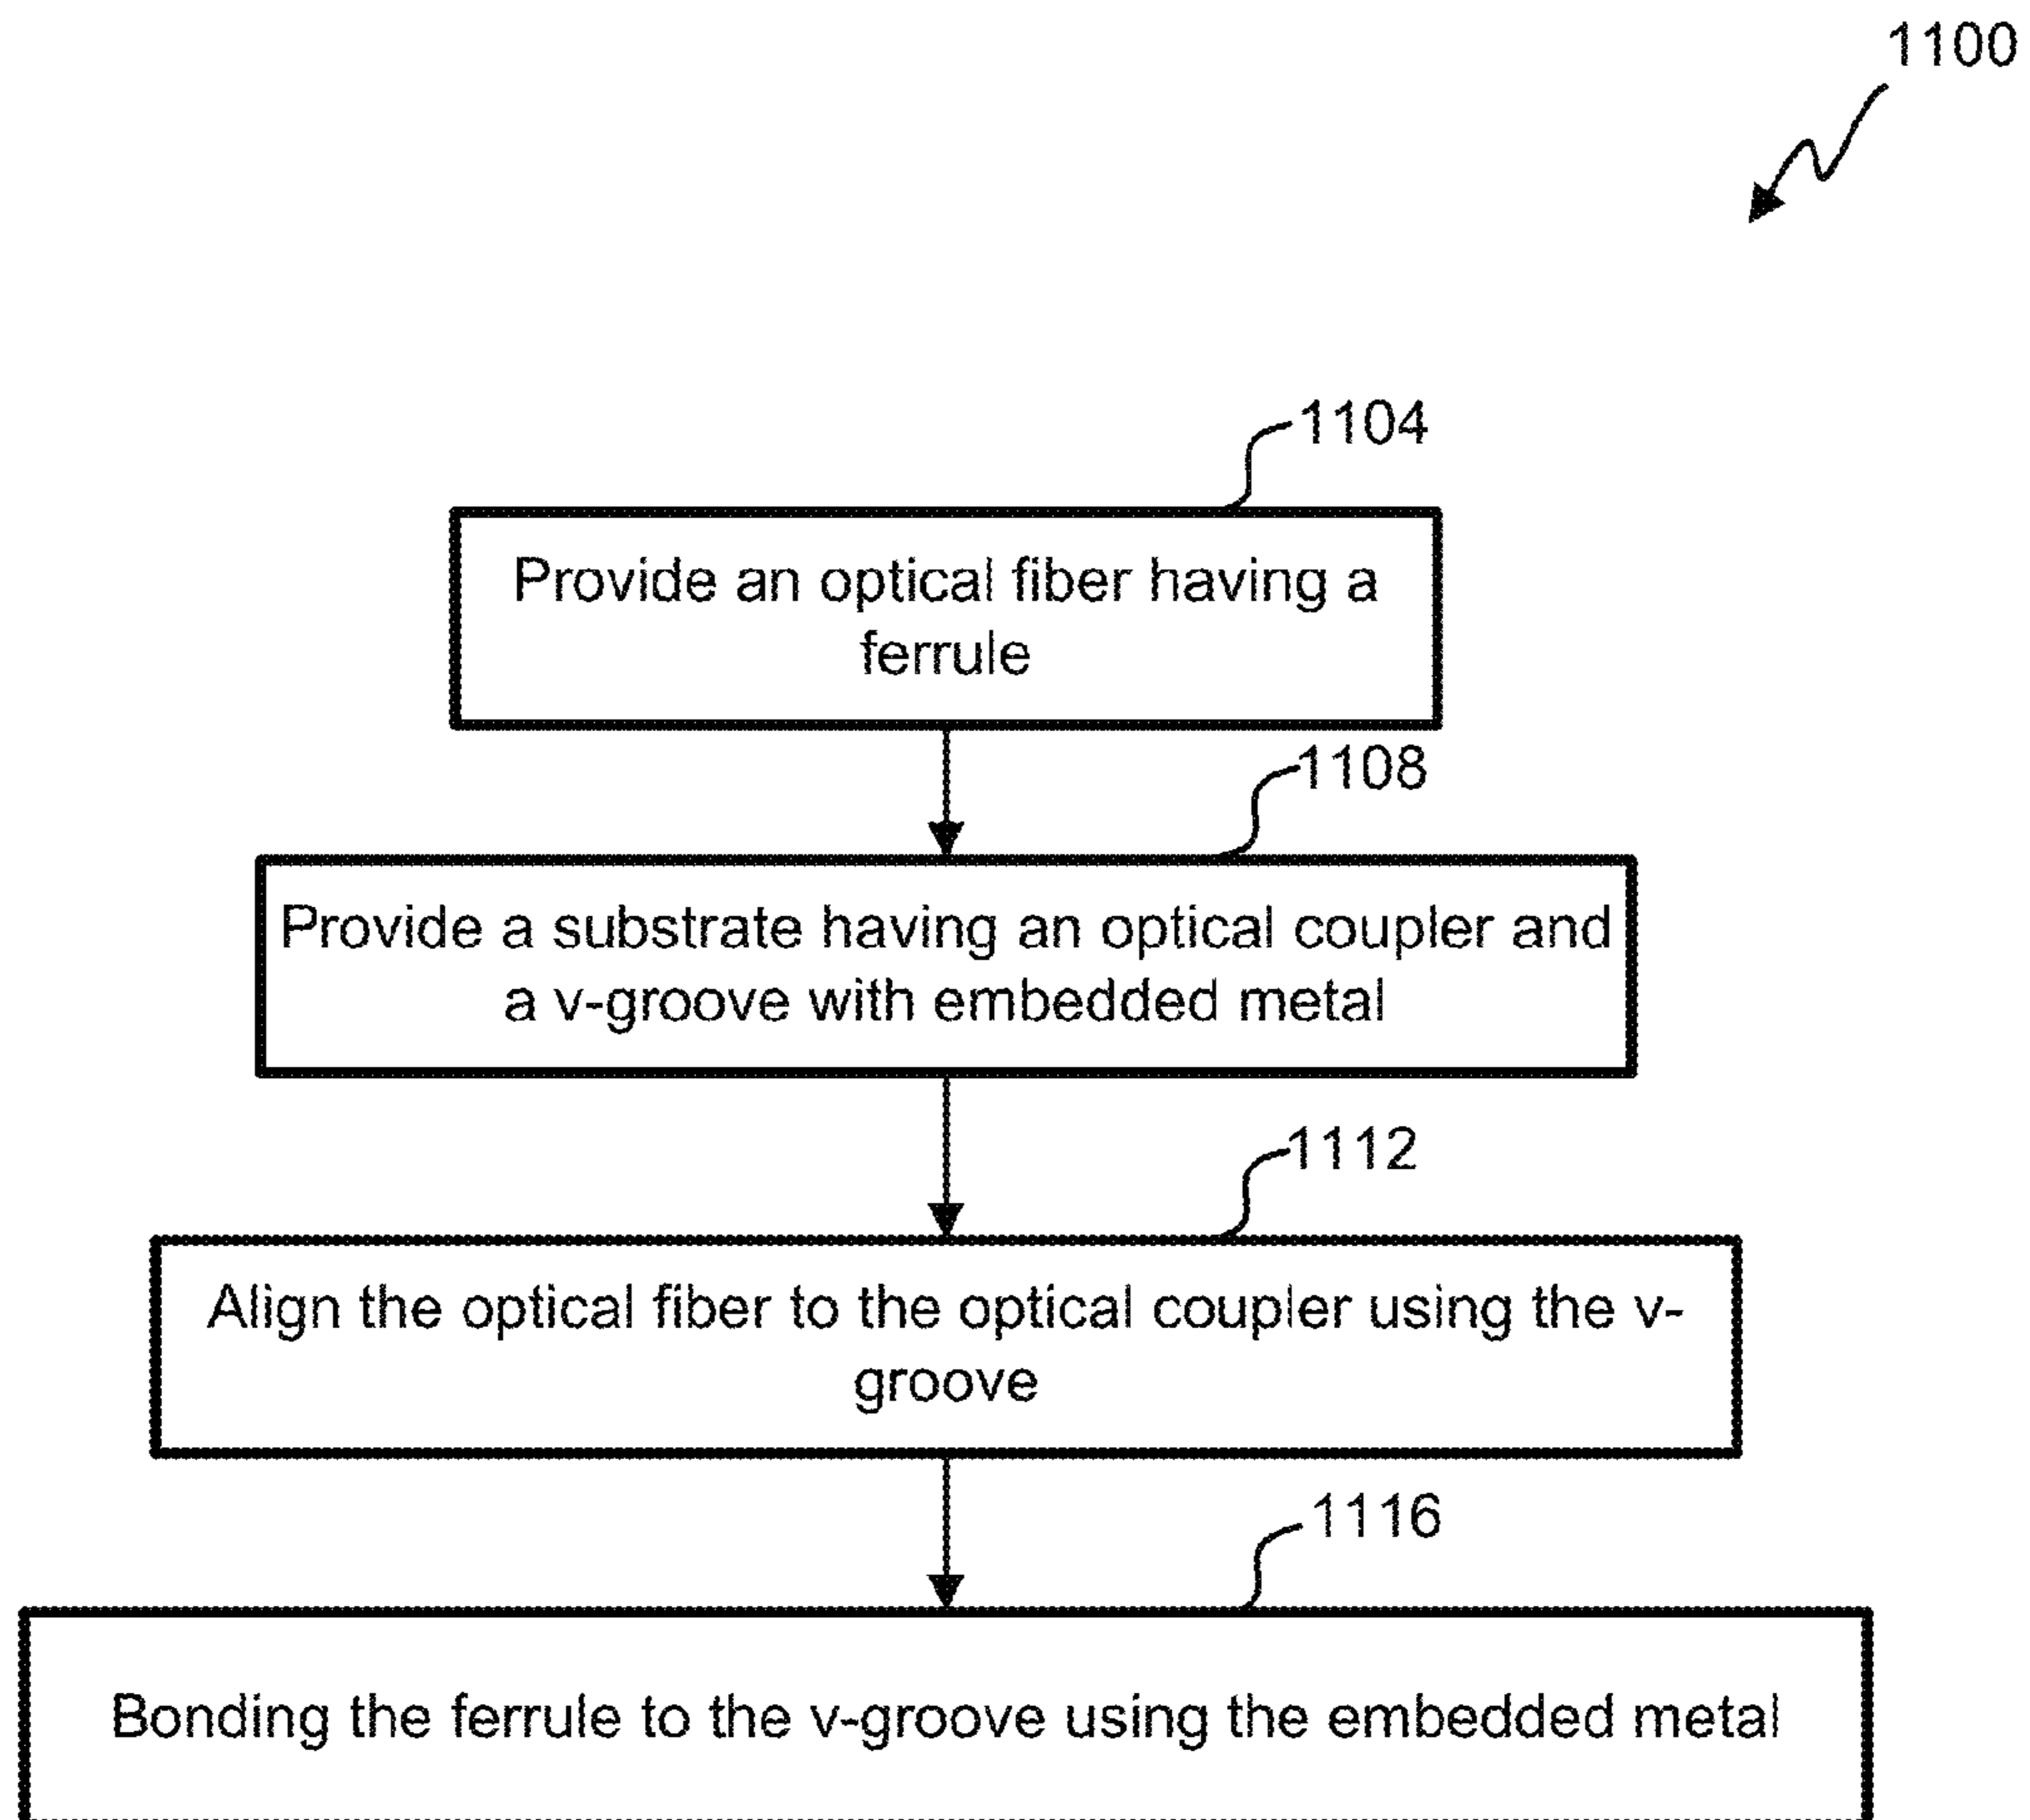 1100
1104
Provide an optical fiber having a
ferrule
1108
Provide a substrate having an optical coupler and
a v-groove with embedded metal
1112
Align the optical fiber to the optical coupler using the v-
groove
1116
Bonding the ferrule to the v-groove using the embedded metal